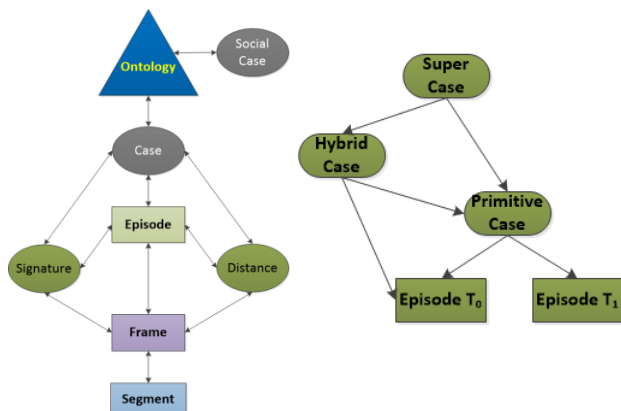 Ontology
Social
Case
Case
Episode
Signature
Distance
Frame
Segment
Super
Case
Hybrid
Case
Primitive
Case
Episode T₀
Episode T₁